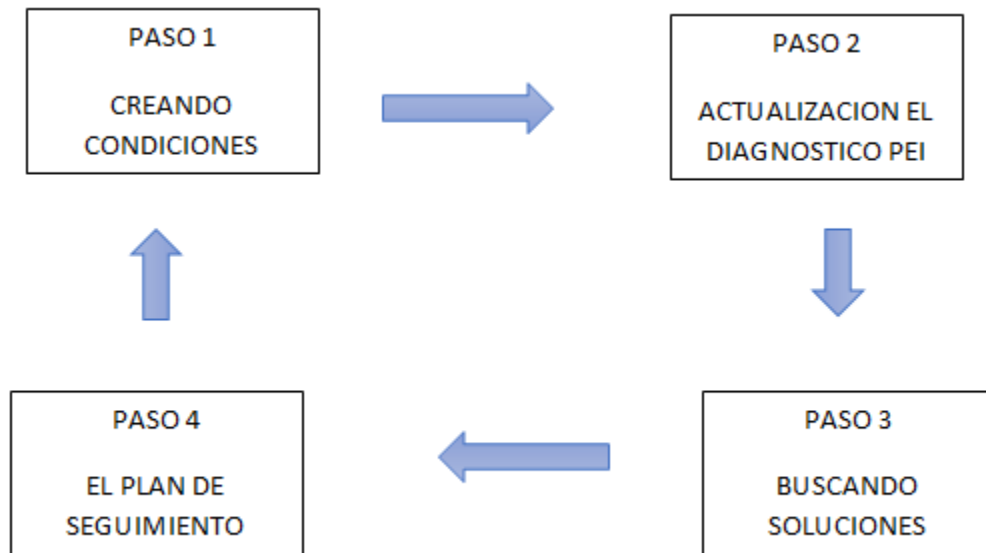 PASO 1
CREANDO
CONDICIONES
PASO 2
ACTUALIZACION EL
DIAGNOSTICO PEI
PASO 3
BUSCANDO
SOLUCIONES
PASO 4
EL PLAN DE
SEGUIMIENTO